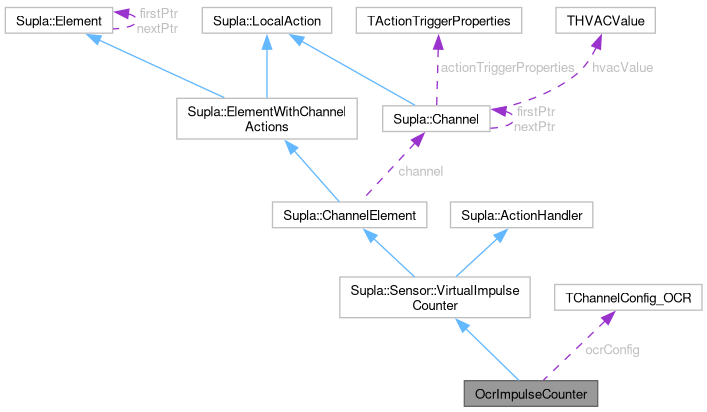 Supla::Element
firstPtr
nextPtr
Supla::LocalAction
TActionTriggerProperties
THVACValue
actionTriggerProperties
hvacValue
Supla::ElementWithChannel
Actions
Supla::Channel
firstPtr
nextPtr
channel
Supla::ChannelElement
Supla::ActionHandler
Supla::Sensor::VirtualImpulse
Counter
TChannelConfig_OCR
ocrConfig
OcrImpulseCounter